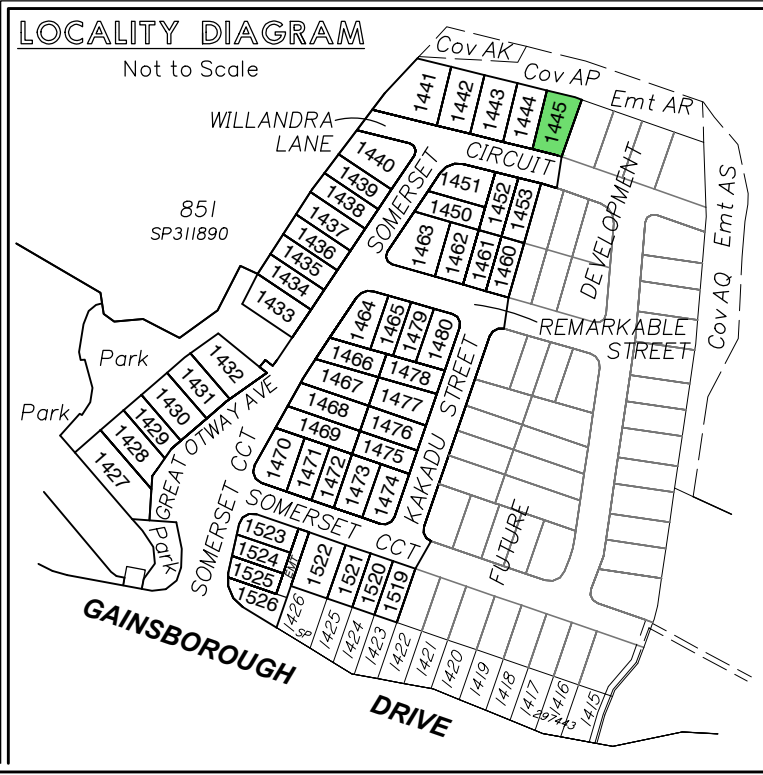 LOCALITY DIAGRAM
Not to Scale
Cov AK
Cov AP
Emt AR
1441
1442
1443
1444
1445
WILLANDRA
LANE
CIRCUIT
SOMERSET
1440
1439
1438
1437
1436
1435
1434
1433
851
SP311890
1451
1450
1452
1453
1463
1462
1461
1460
DEVELOPMENT
Cov AQ Emt AS
REMARKABLE
STREET
1464
1465
1479
1480
1466
1478
1467
1477
1468
1476
1469
1475
1470
1471
1472
1473
1474
KAKADU STREET
Park
Park
1432
1431
1430
1429
1428
1427
GREAT OTWAY AVE
SOMERSET CCT
SOMERSET CCT
Park
FUTURE
1523
1524
1525
1526
EMT
1522
1521
1520
1519
1426
SP
1425
1424
1423
1422
1421
1420
1419
1418
1417
1416
1415
297443
GAINSBOROUGH
DRIVE